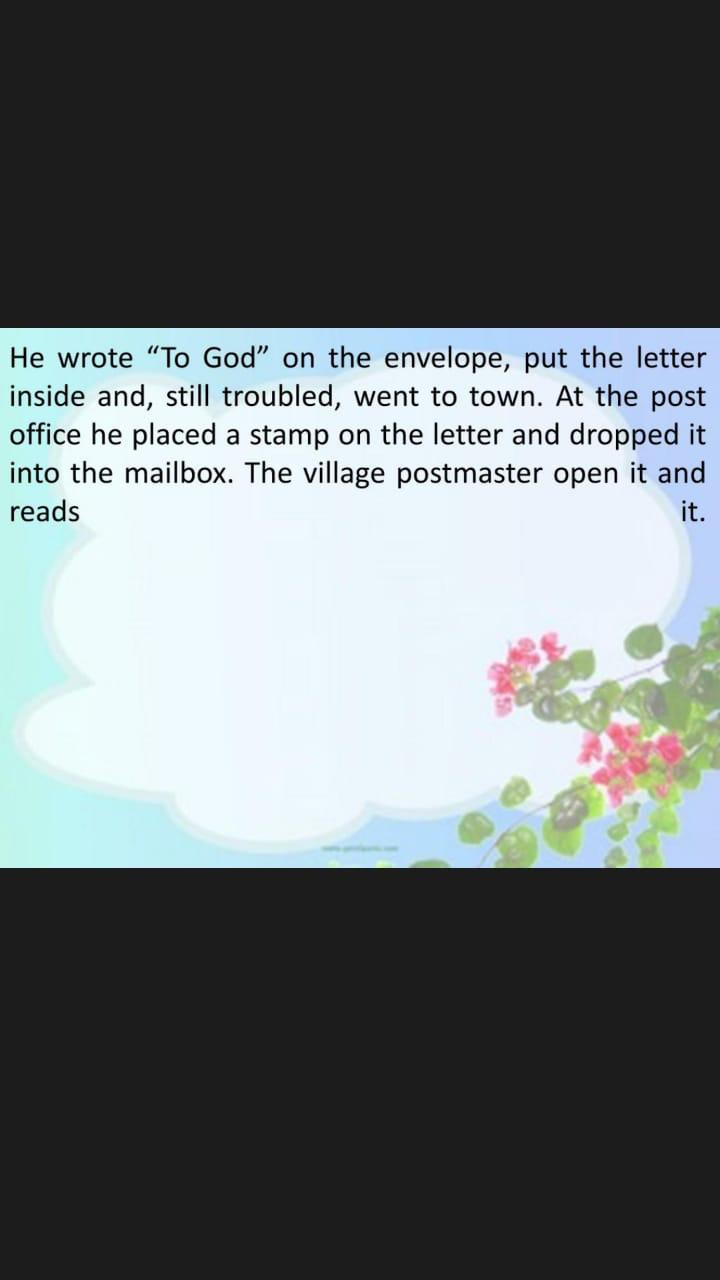 He wrote “To God” on the envelope, put the letter
inside and, still troubled, went to town. At the post
office he placed a stamp on the letter and dropped it
into the mailbox. The village postmaster open it and
reads it.